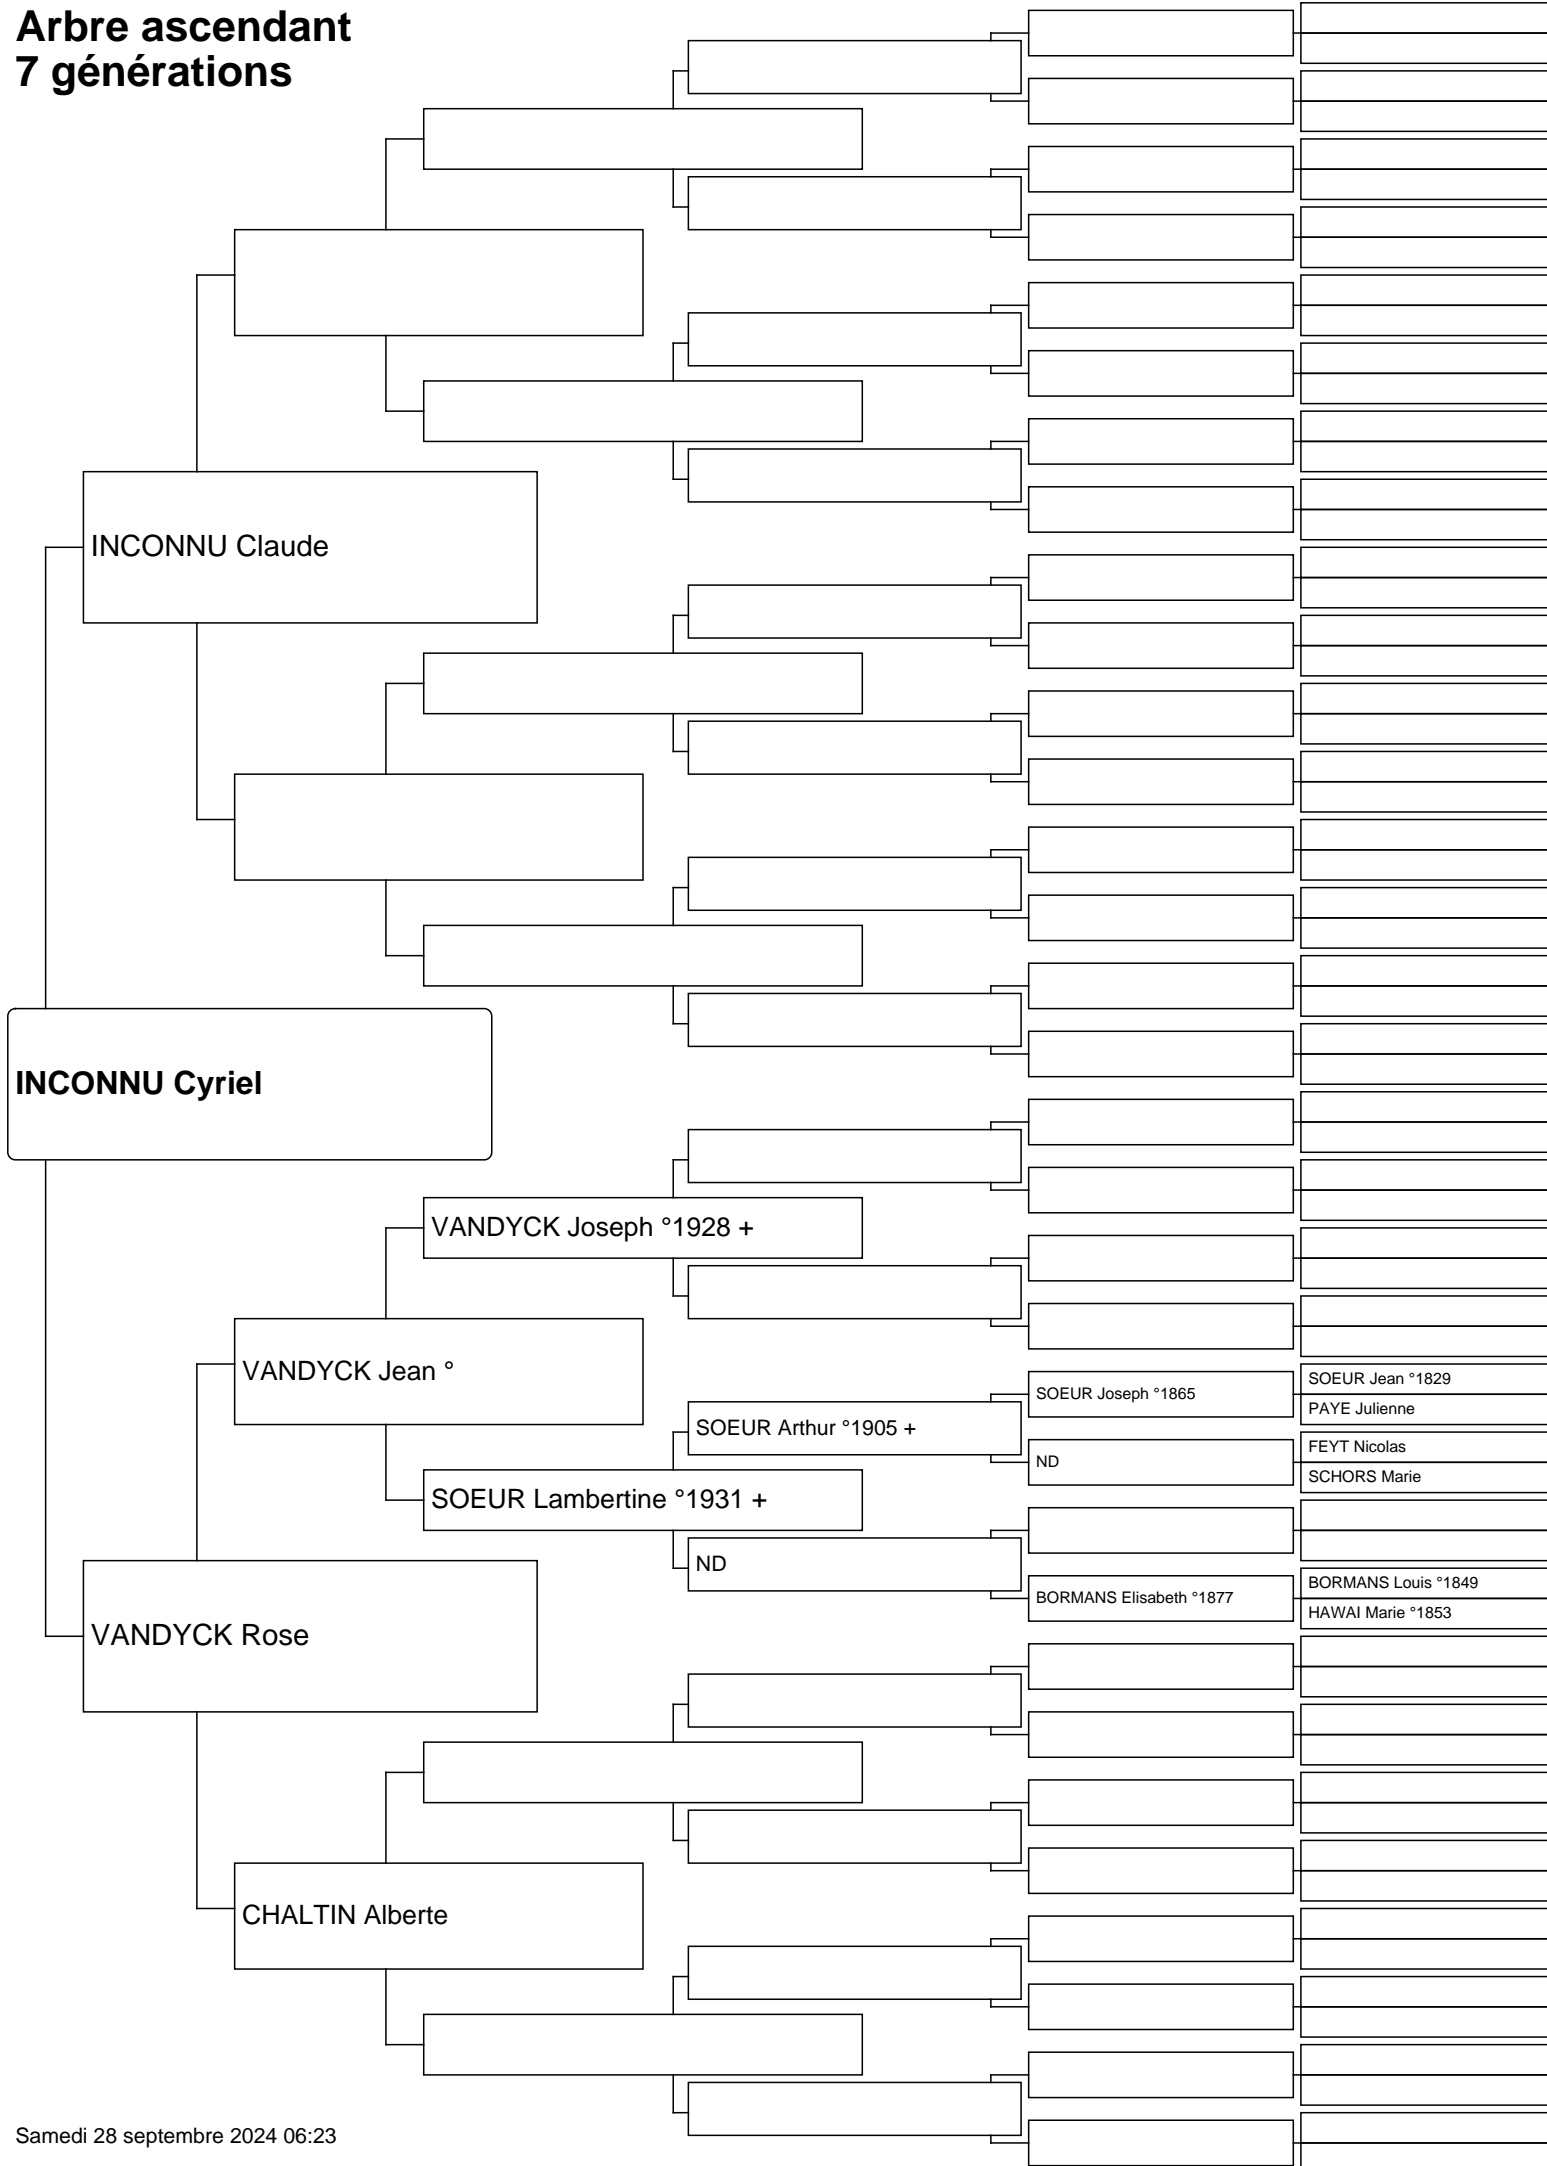 Arbre ascendant
7 générations
INCONNU Claude
INCONNU Cyriel
VANDYCK Joseph °1928 +
VANDYCK Jean °
SOEUR Lambertine °1931 +
VANDYCK Rose
CHALTIN Alberte
SOEUR Arthur °1905 +
ND
SOEUR Joseph °1865
ND
BORMANS Elisabeth °1877
SOEUR Jean °1829
PAYE Julienne
FEYT Nicolas
SCHORS Marie
BORMANS Louis °1849
HAWAI Marie °1853
Samedi 28 septembre 2024 06:23